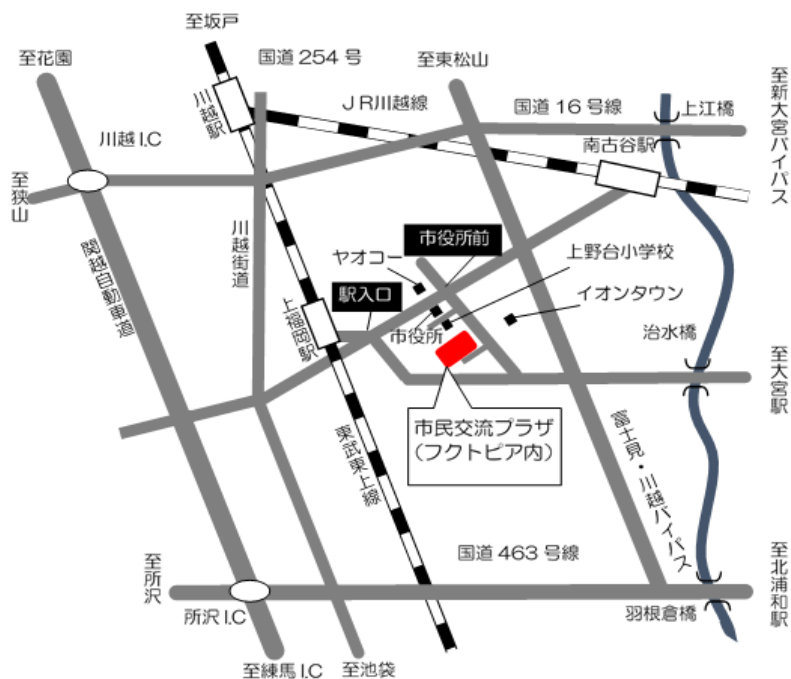 至坂戸
国道254号
至花園
至東松山
至新大宮バイパス
川越駅
JR川越線
国道16号線
上江橋
川越I.C
南古谷駅
至狭山
川越街道
市役所前
関越自動車道
ヤオコー
上野台小学校
駅入口
イオンタウン
上福岡駅
市役所
治水橋
至大宮駅
市民交流プラザ
（フクトピア内）
東武東上線
富士見・川越バイパス
国道463号線
至所沢
至北浦和駅
所沢I.C
羽根倉橋
至練馬I.C
至池袋